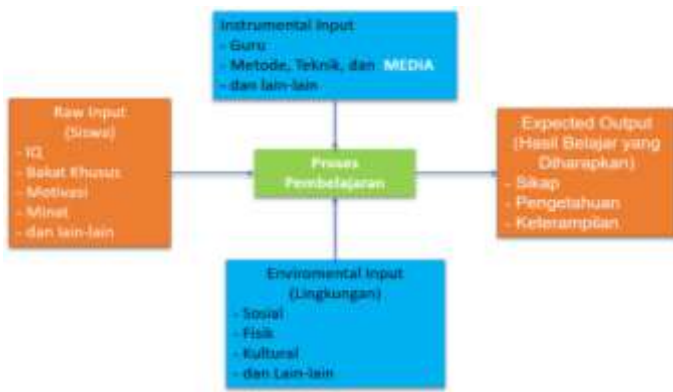 Instrumental Input
- Guru
- Metode, Teknik, dan MEDIA
- dan lain-lain
Raw Input
(Siswa)
- IQ
- Bakat Khusus
- Motivasi
- Minat
- dan lain-lain
Proses
Pembelajaran
Expected Output
(Hasil Belajar yang
Diharapkan)
- Sikap
- Pengetahuan
- Keterampilan
Enviromental Input
(Lingkungan)
- Sosial
- Fisik
- Kultural
- dan Lain-lain